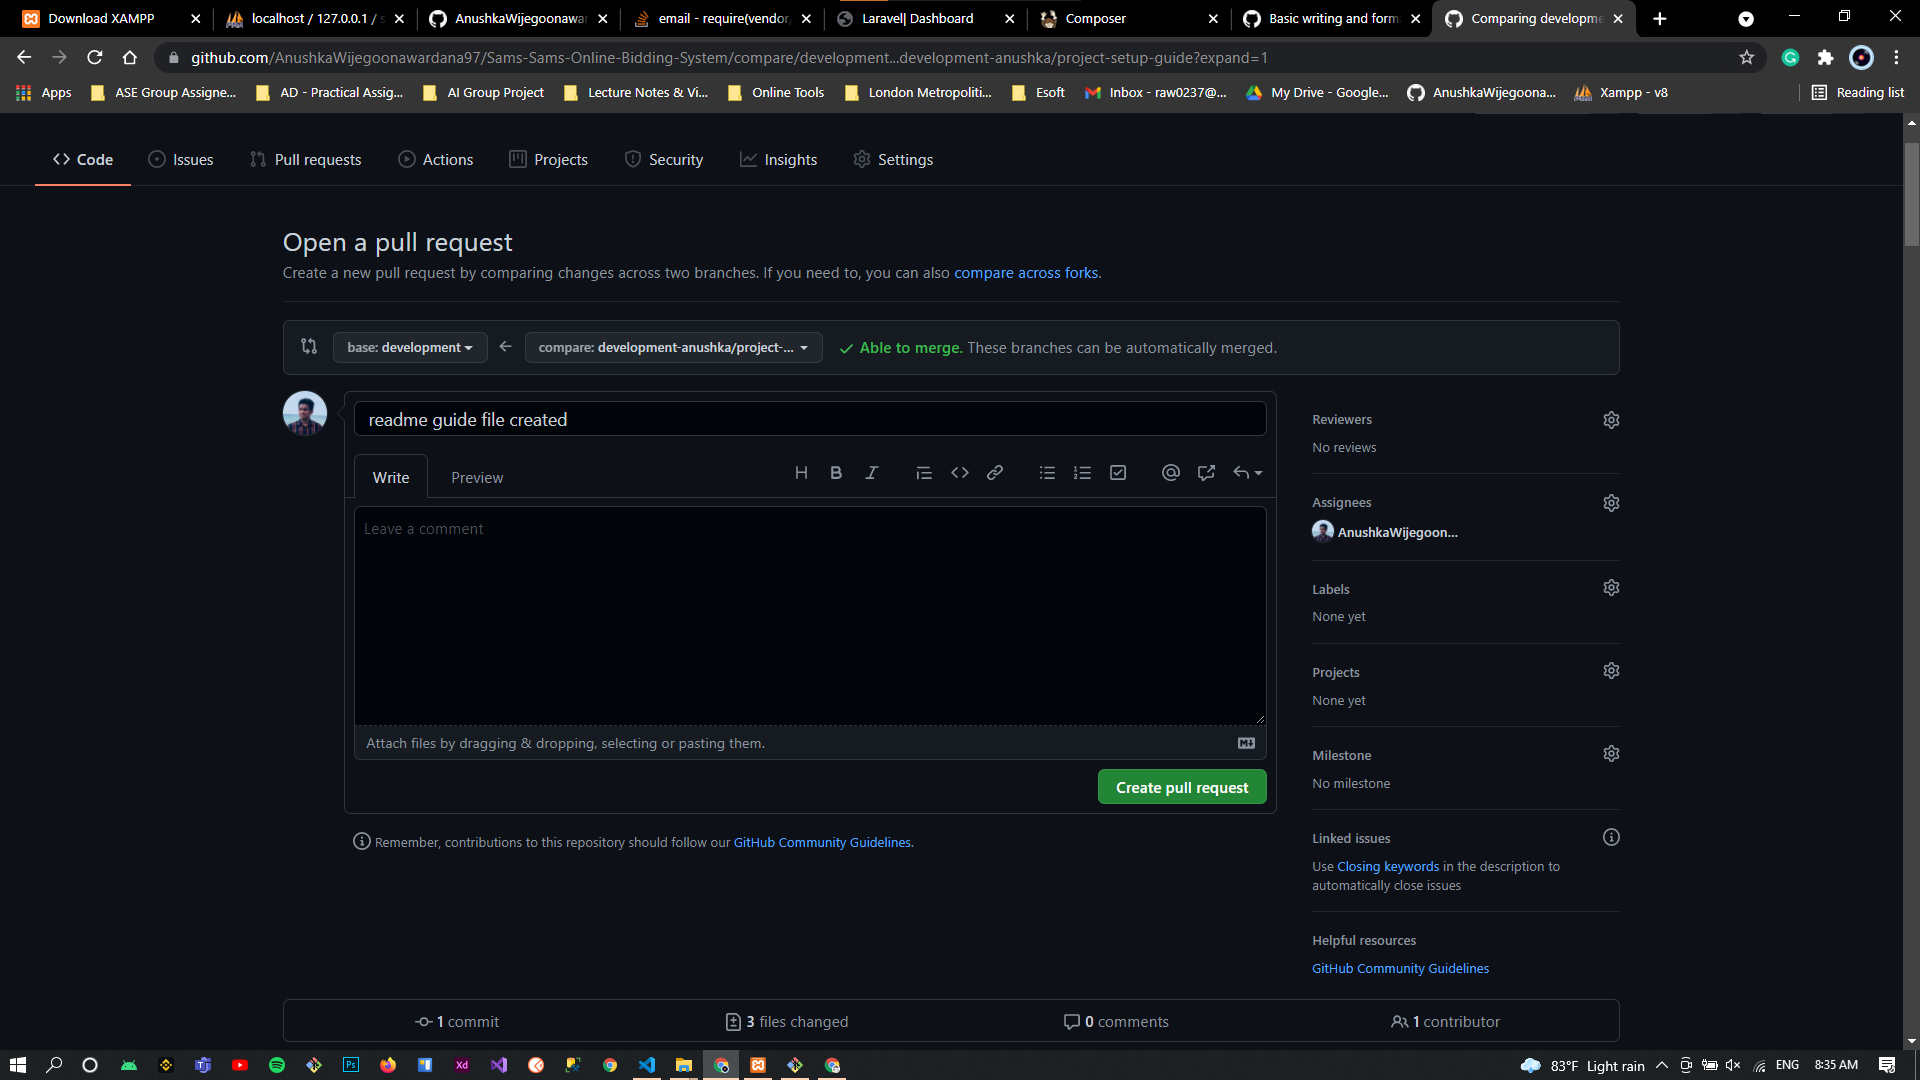 Download XAMPP
localhost / 127.0.0.1 / s
AnushkaWijegoonawar
email - require(vendor/
Laravel| Dashboard
Composer
Basic writing and form
Comparing developme
github.com/AnushkaWijegoonawardana97/Sams-Sams-Online-Bidding-System/compare/development...development-anushka/project-setup-guide?expand=1
Apps
ASE Group Assigne...
AD - Practical Assig...
AI Group Project
Lecture Notes & Vi...
Online Tools
London Metropoliti...
Esoft
Inbox - raw0237@...
My Drive - Google...
AnushkaWijegoona...
Xampp - v8
Reading list
Code
Issues
Pull requests
Actions
Projects
Security
Insights
Settings
Open a pull request
Create a new pull request by comparing changes across two branches. If you need to, you can also compare across forks.
base: development
compare: development-anushka/project-...
Able to merge. These branches can be automatically merged.
readme guide file created
Write
Preview
H B I
Leave a comment
Attach files by dragging & dropping, selecting or pasting them.
Create pull request
Remember, contributions to this repository should follow our GitHub Community Guidelines.
Reviewers
No reviews
Assignees
AnushkaWijegoon...
Labels
None yet
Projects
None yet
Milestone
No milestone
Linked issues
Use Closing keywords in the description to
automatically close issues
Helpful resources
GitHub Community Guidelines
1 commit
3 files changed
0 comments
1 contributor
Ps
Xd
83°F Light rain
ENG
8:35 AM